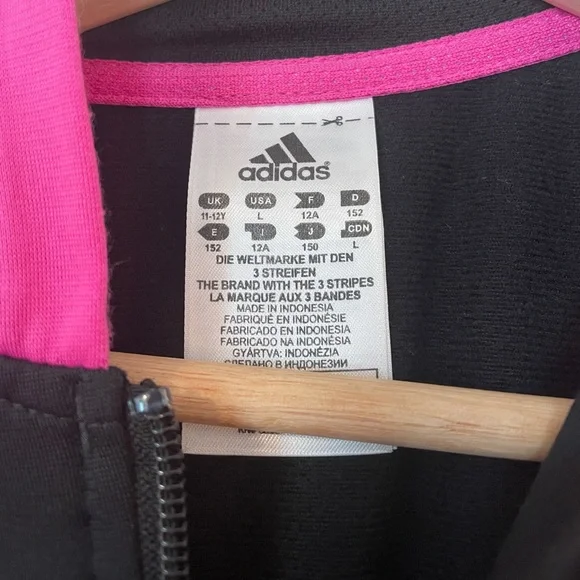 adidas
UK USA F D
11-12Y L 12A 152
E I J CDN
152 12A 150 L
DIE WELTMARKE MIT DEN
3 STREIFEN
THE BRAND WITH THE 3 STRIPES
LA MARQUE AUX 3 BANDES
MADE IN INDONESIA
FABRIQUÉ EN INDONÉSIE
FABRICADO EN INDONESIA
FABRICADO NA INDONÉSIA
GYÁRTVA: INDONÉZIA
СДЕЛАНО В ИНДОНЕЗИИ